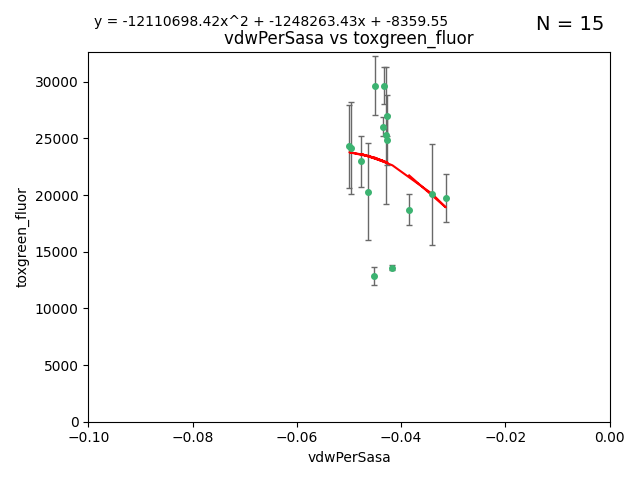 y = -12110698.42x^2 + -1248263.43x + -8359.55
N = 15
vdwPerSasa vs toxgreen_fluor
30000
25000
20000
15000
10000
5000
0
toxgreen_fluor
−0.10
−0.08
−0.06
−0.04
−0.02
0.00
vdwPerSasa